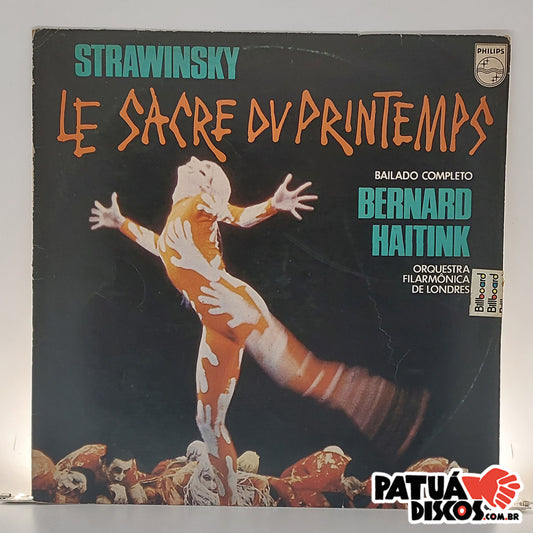 STRAWINSKY
PHILIPS
LE SACRE DU PRINTEMPS
BAILADO COMPLETO
BERNARD
HAITINK
ORQUESTRA
FILARMÔNICA
DE LONDRES
Billboard
Billboard
PATUÁ
DISCOS.COM.BR